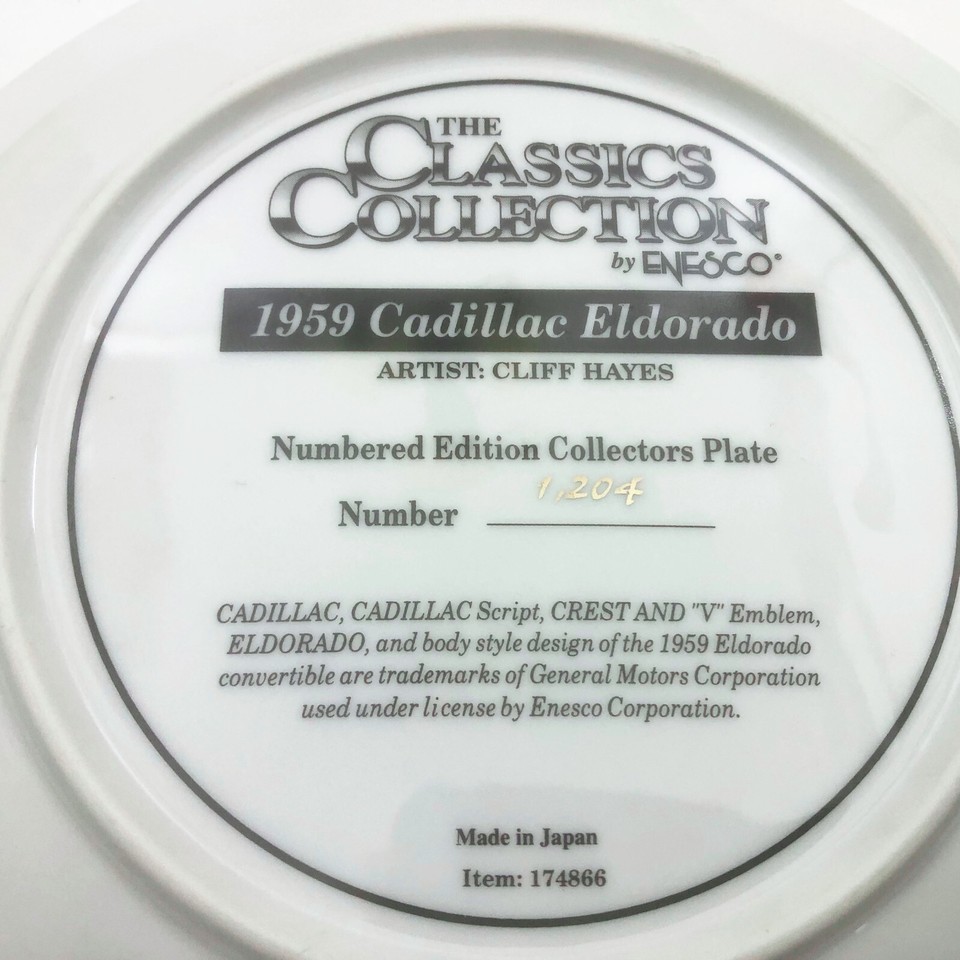 THE
CLASSICS
COLLECTION
by ENESCO
1959 Cadillac Eldorado
ARTIST: CLIFF HAYES
Numbered Edition Collectors Plate
1,204
Number
CADILLAC, CADILLAC Script, CREST AND "V" Emblem,
ELDORADO, and body style design of the 1959 Eldorado
convertible are trademarks of General Motors Corporation
used under license by Enesco Corporation.
Made in Japan
Item: 174866